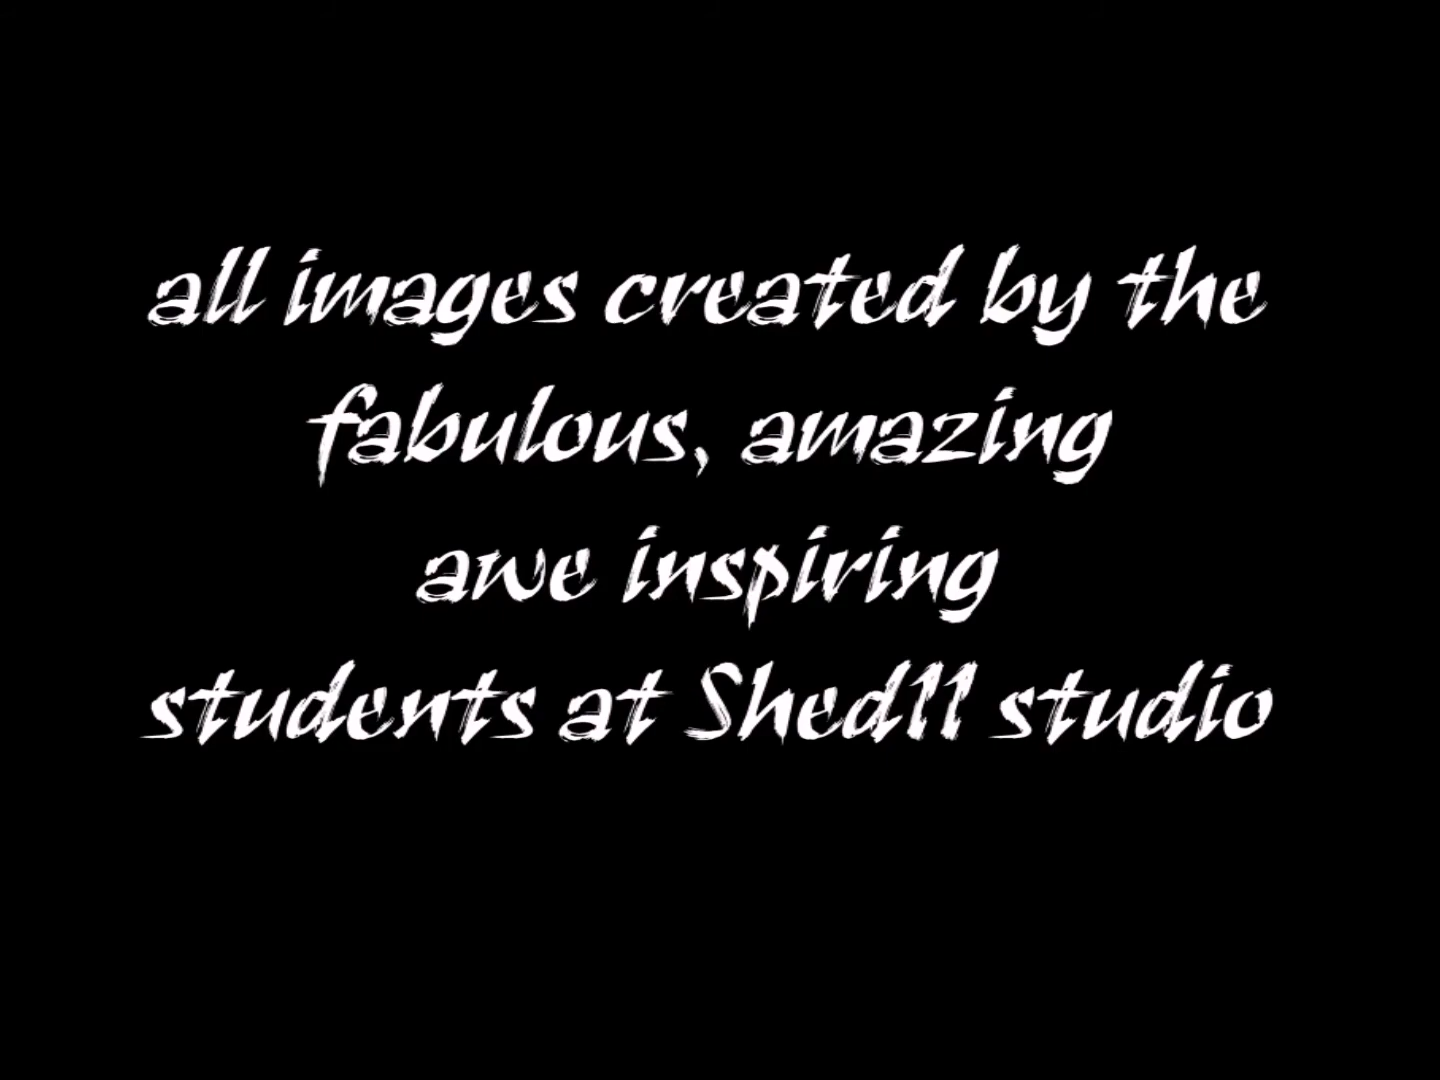 all images created by the
fabulous, amazing
awe inspiring
students at Shed11 studio